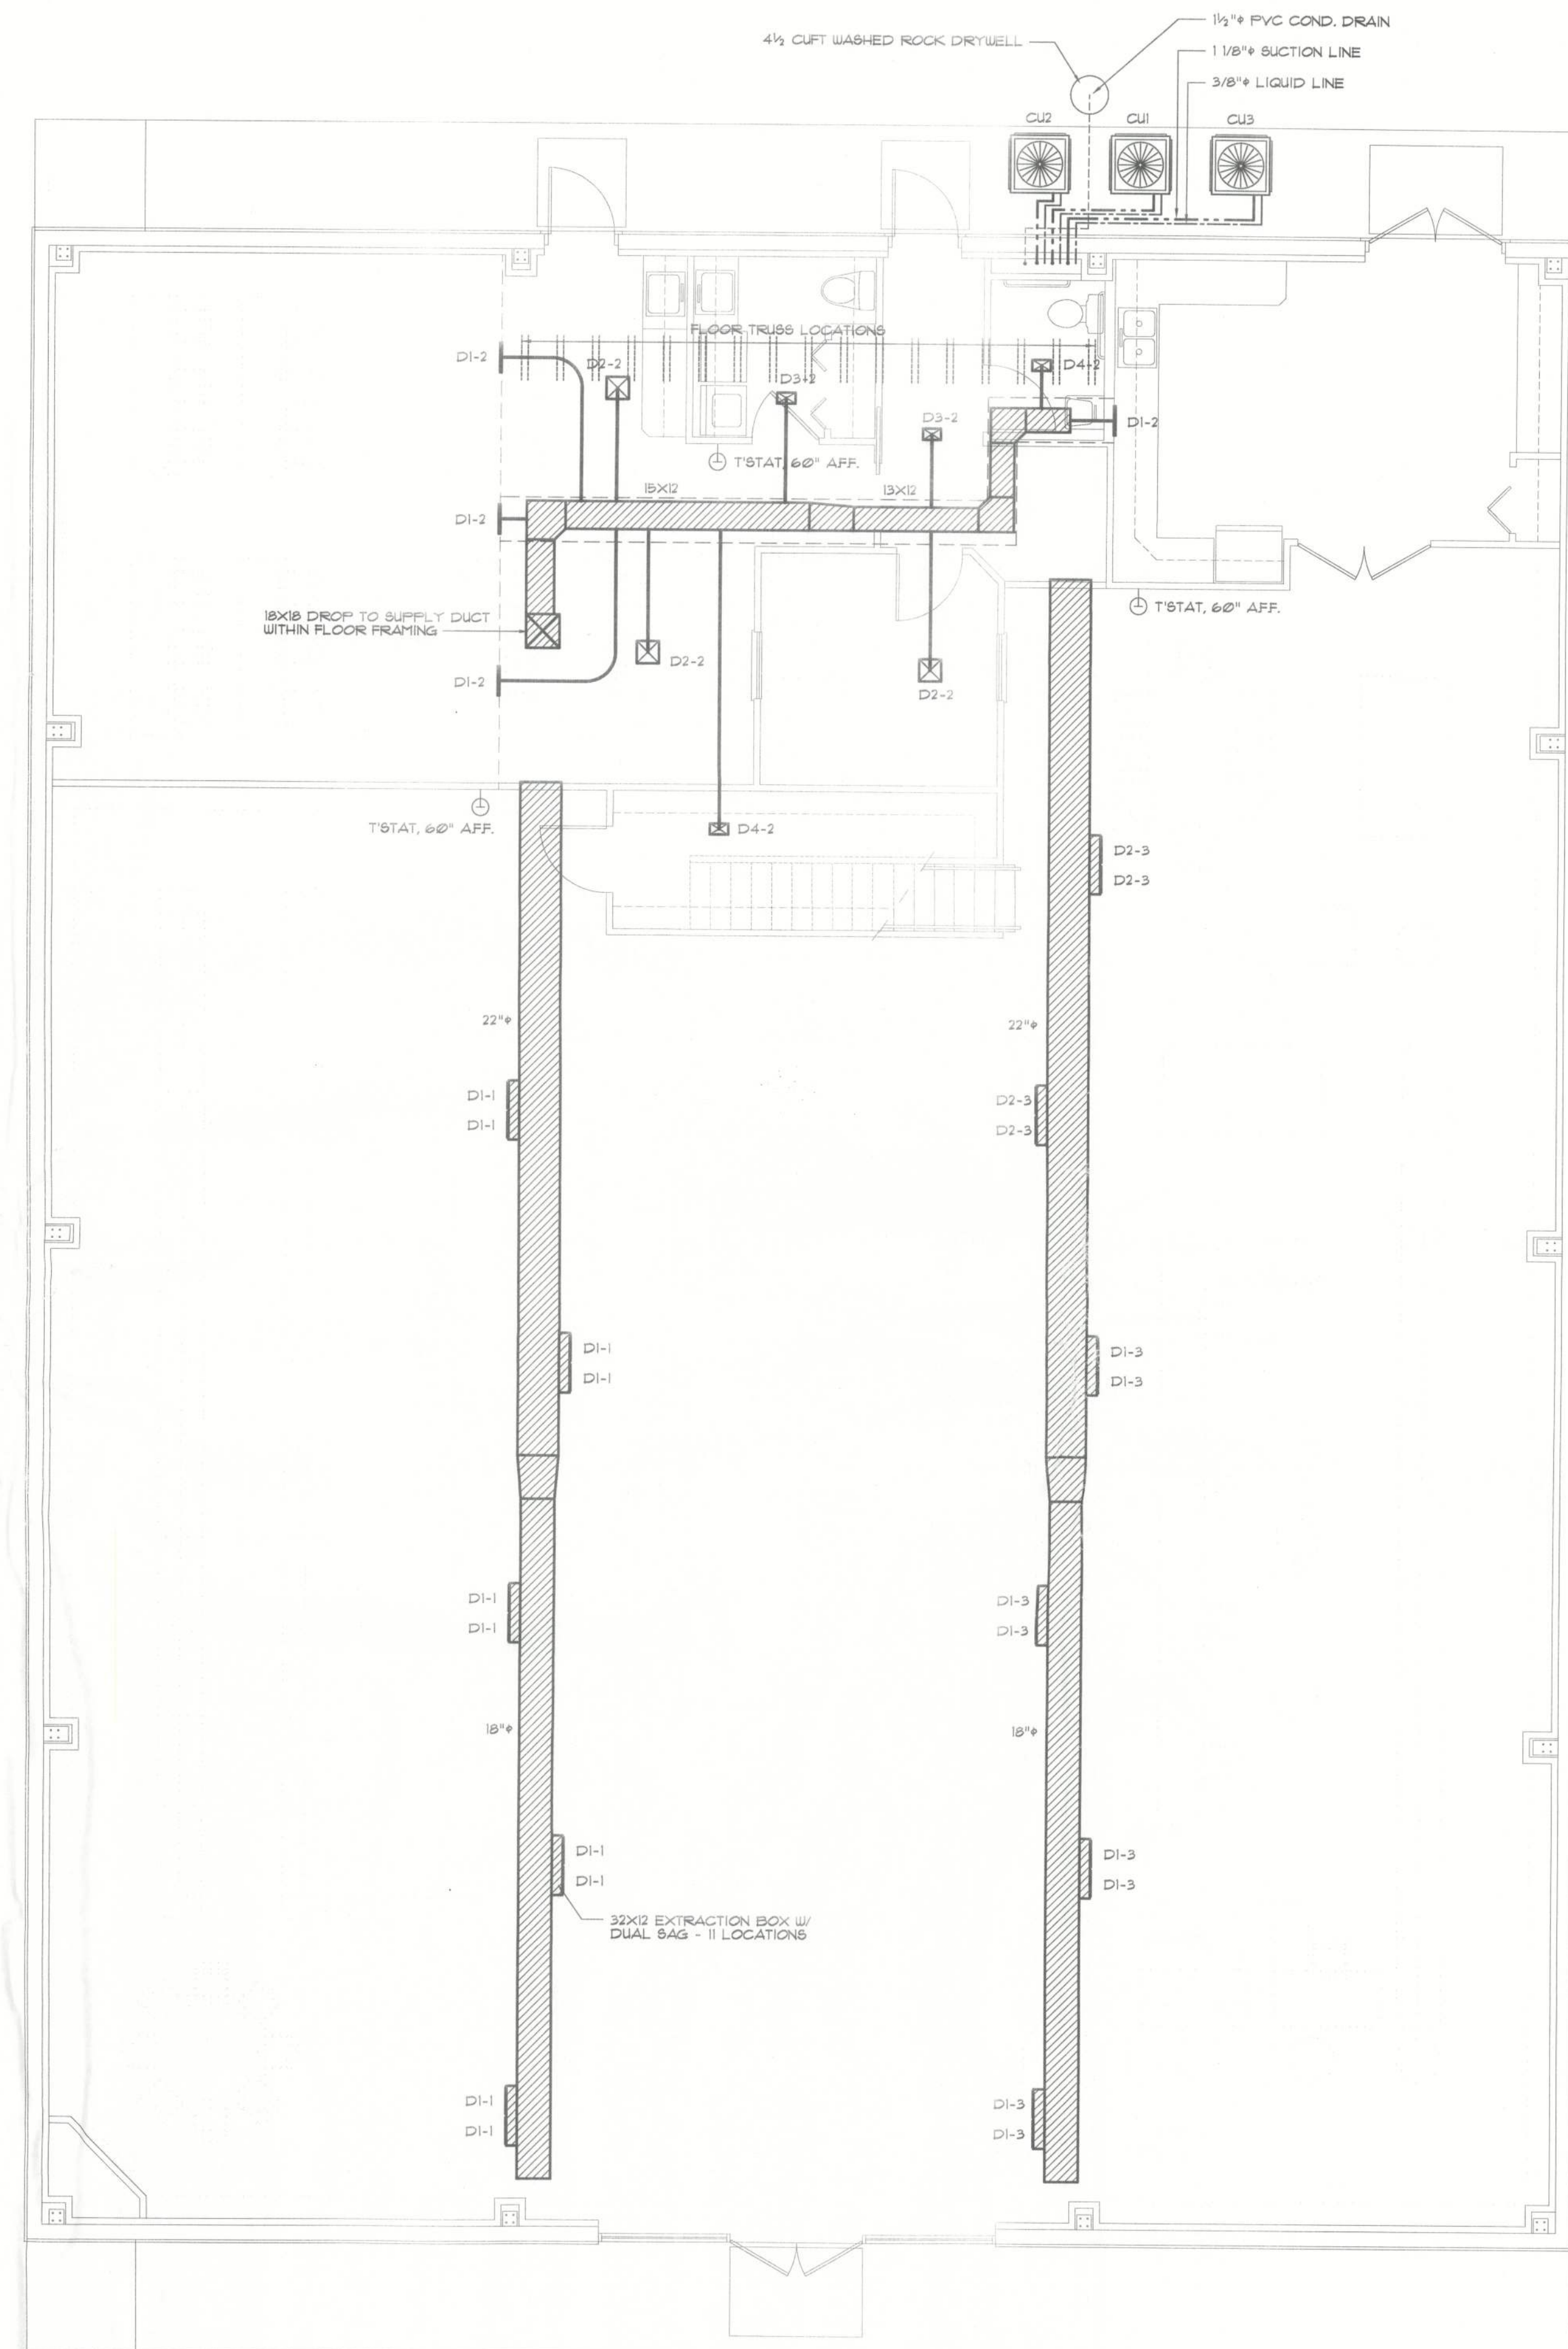 1½"ϕ PVC COND. DRAIN
4½ CUFT WASHED ROCK DRYWELL
1 1/8"ϕ SUCTION LINE
3/8"ϕ LIQUID LINE
CU2
CU1
CU3
FLOOR TRUSS LOCATIONS
D1-2
D2-2
D3-2
D4-2
D3-2
D1-2
T'STAT, 60" AFF.
15X12
13X12
D1-2
18X18 DROP TO SUPPLY DUCT
WITHIN FLOOR FRAMING
T'STAT, 60" AFF.
D2-2
D1-2
D2-2
T'STAT, 60" AFF.
D4-2
D2-3
D2-3
22"ϕ
22"ϕ
D1-1
D1-1
D2-3
D2-3
D1-1
D1-1
D1-3
D1-3
D1-1
D1-1
D1-3
D1-3
18"ϕ
18"ϕ
D1-1
D1-1
D1-3
D1-3
32X12 EXTRACTION BOX W/
DUAL SAG - 11 LOCATIONS
D1-1
D1-1
D1-3
D1-3